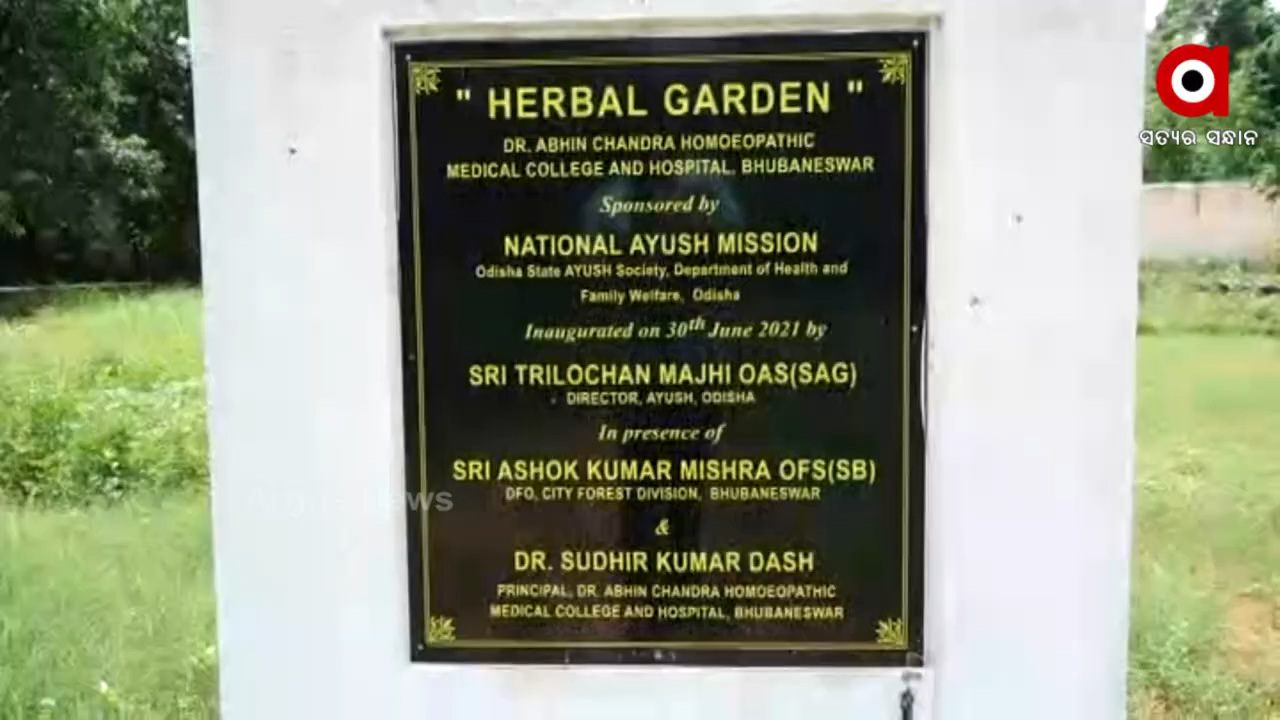 " HERBAL GARDEN "
DR. ABHIN CHANDRA HOMOEOPATHIC
MEDICAL COLLEGE AND HOSPITAL, BHUBANESWAR
Sponsored by
NATIONAL AYUSH MISSION
Odisha State AYUSH Society, Department of Health and
Family Welfare, Odisha
Inaugurated on 30th June 2021 by
SRI TRILOCHAN MAJHI OAS(SAG)
DIRECTOR, AYUSH, ODISHA
In presence of
SRI ASHOK KUMAR MISHRA OFS(SB)
DFO, CITY FOREST DIVISION, BHUBANESWAR
&
DR. SUDHIR KUMAR DASH
PRINCIPAL, DR. ABHIN CHANDRA HOMOEOPATHIC
MEDICAL COLLEGE AND HOSPITAL, BHUBANESWAR
a
ସତ୍ୟର ସନ୍ଧାନ
News